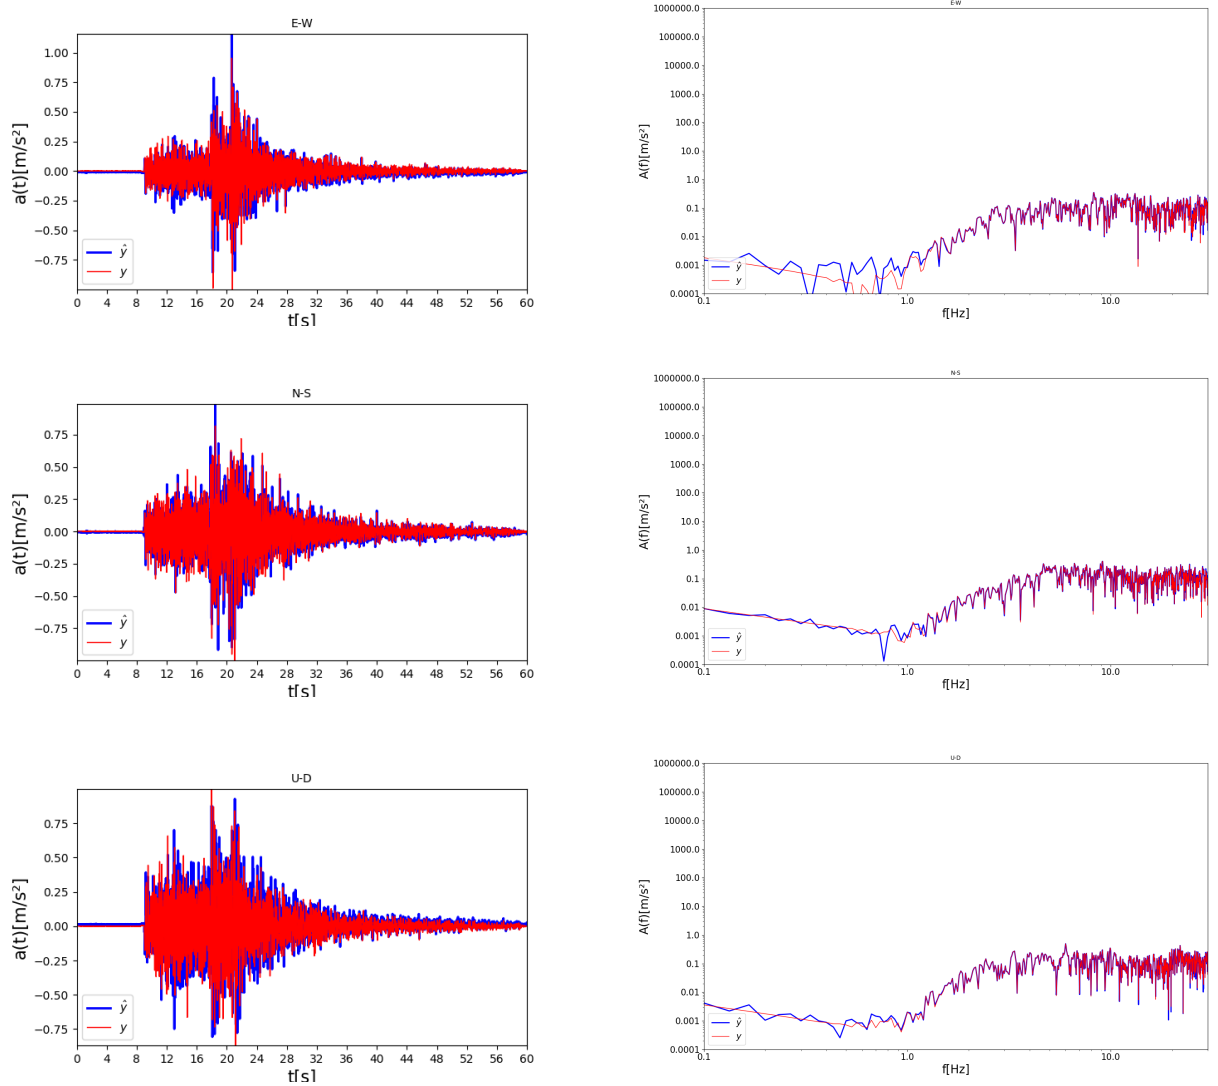 E-W
a(t)[m/s²]
1.00
0.75
0.50
0.25
0.00
−0.25
−0.50
−0.75
ŷ
y
0 4 8 12 16 20 24 28 32 36 40 44 48 52 56 60
t[s]
E-W
A(f)[m/s²]
1000000.0
100000.0
10000.0
1000.0
100.0
10.0
1.0
0.1
0.01
0.001
0.0001
ŷ
y
0.1 1.0 10.0
f[Hz]
N-S
a(t)[m/s²]
0.75
0.50
0.25
0.00
−0.25
−0.50
−0.75
ŷ
y
0 4 8 12 16 20 24 28 32 36 40 44 48 52 56 60
t[s]
N-S
A(f)[m/s²]
1000000.0
100000.0
10000.0
1000.0
100.0
10.0
1.0
0.1
0.01
0.001
0.0001
ŷ
y
0.1 1.0 10.0
f[Hz]
U-D
a(t)[m/s²]
0.75
0.50
0.25
0.00
−0.25
−0.50
−0.75
ŷ
y
0 4 8 12 16 20 24 28 32 36 40 44 48 52 56 60
t[s]
U-D
A(f)[m/s²]
1000000.0
100000.0
10000.0
1000.0
100.0
10.0
1.0
0.1
0.01
0.001
0.0001
ŷ
y
0.1 1.0 10.0
f[Hz]